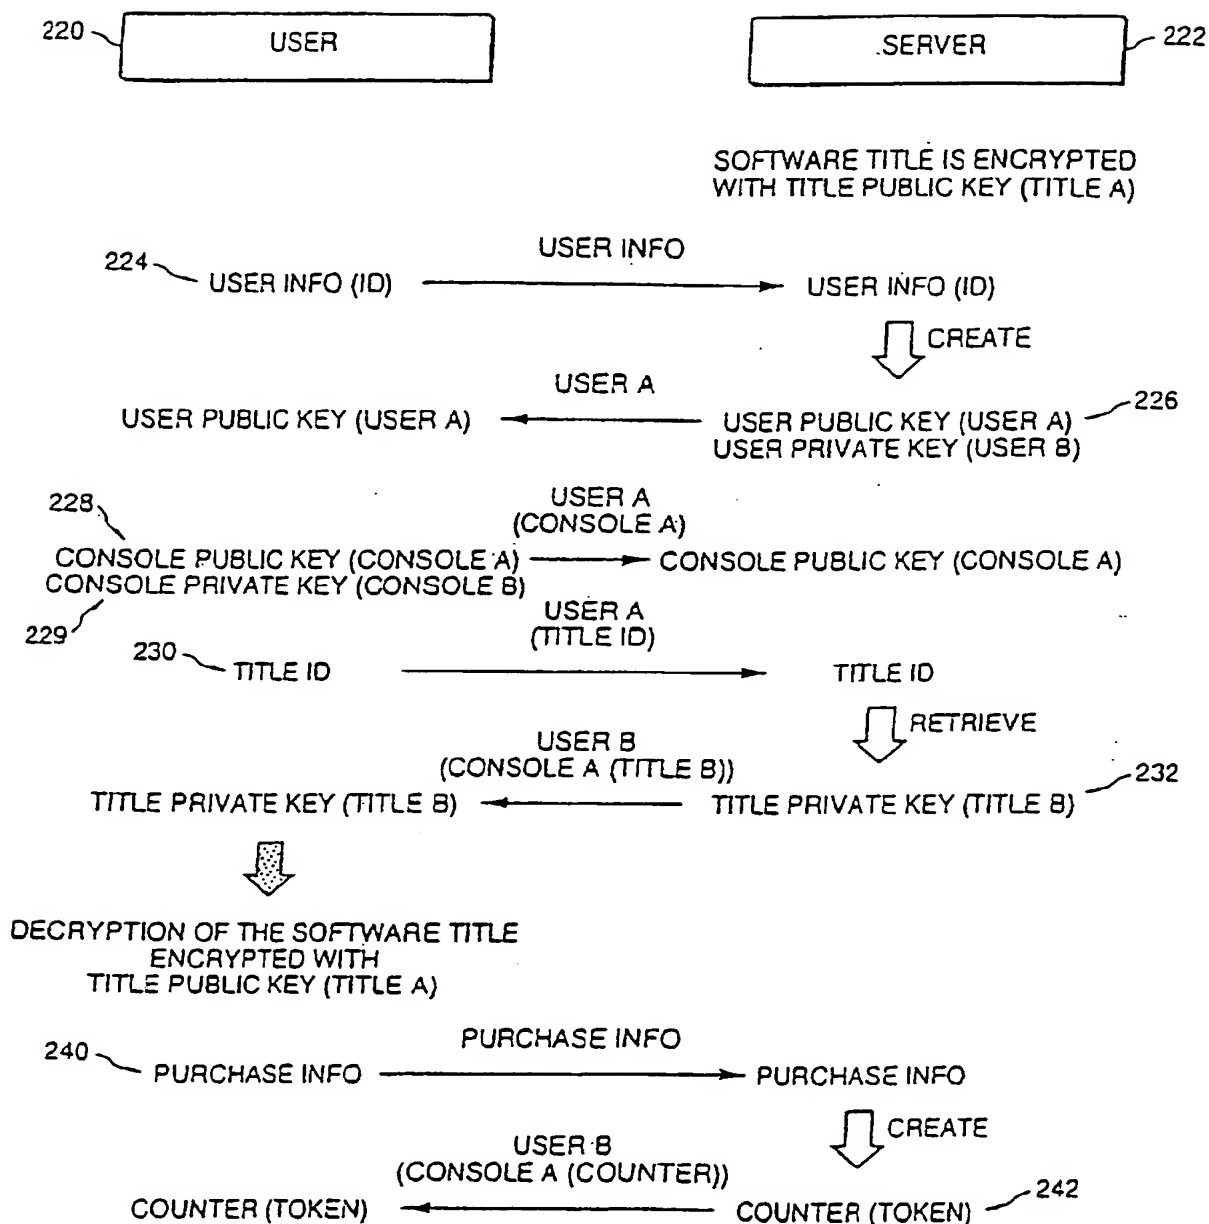 220
USER
SERVER
222
SOFTWARE TITLE IS ENCRYPTED
WITH TITLE PUBLIC KEY (TITLE A)
USER INFO
224
USER INFO (ID)
USER INFO (ID)
CREATE
USER A
226
USER PUBLIC KEY (USER A)
USER PUBLIC KEY (USER A)
USER PRIVATE KEY (USER B)
228
USER A
(CONSOLE A)
CONSOLE PUBLIC KEY (CONSOLE A)
CONSOLE PUBLIC KEY (CONSOLE A)
CONSOLE PRIVATE KEY (CONSOLE B)
229
USER A
(TITLE ID)
230
TITLE ID
TITLE ID
RETRIEVE
USER B
(CONSOLE A (TITLE B))
232
TITLE PRIVATE KEY (TITLE B)
TITLE PRIVATE KEY (TITLE B)
DECRYPTION OF THE SOFTWARE TITLE
ENCRYPTED WITH
TITLE PUBLIC KEY (TITLE A)
240
PURCHASE INFO
PURCHASE INFO
PURCHASE INFO
CREATE
USER B
(CONSOLE A (COUNTER))
242
COUNTER (TOKEN)
COUNTER (TOKEN)